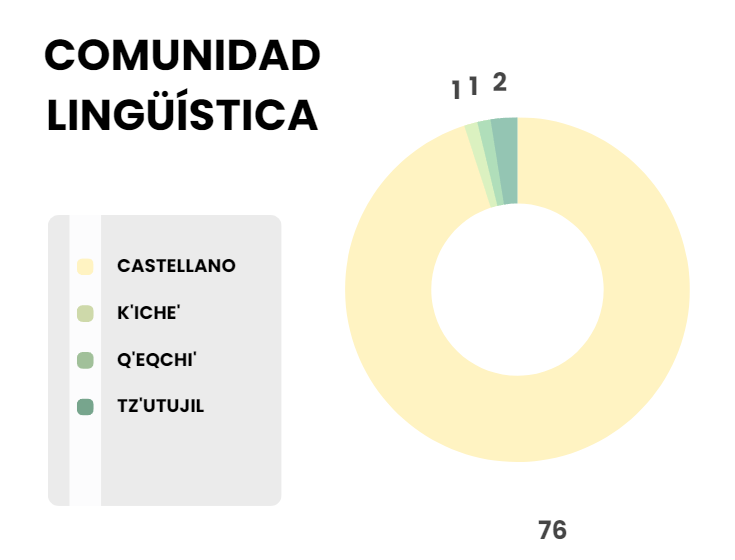 COMUNIDAD
LINGÜÍSTICA
1 1 2
CASTELLANO
K'ICHE'
Q'EQCHI'
TZ'UTUJIL
76